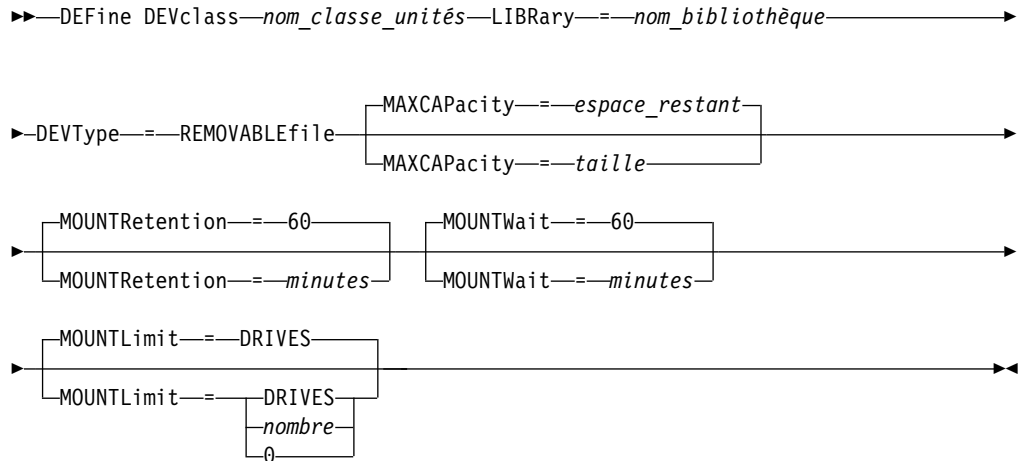 DEFine DEVclass nom_classe_unités LIBRary = nom_bibliothèque
MAXCAPacity = espace_restant
DEVType = REMOVABLEfile
MAXCAPacity = taille
MOUNTRetention = 60 MOUNTWait = 60
MOUNTRetention = minutes MOUNTWait = minutes
MOUNTLimit = DRIVES
MOUNTLimit = DRIVES
nombre
0